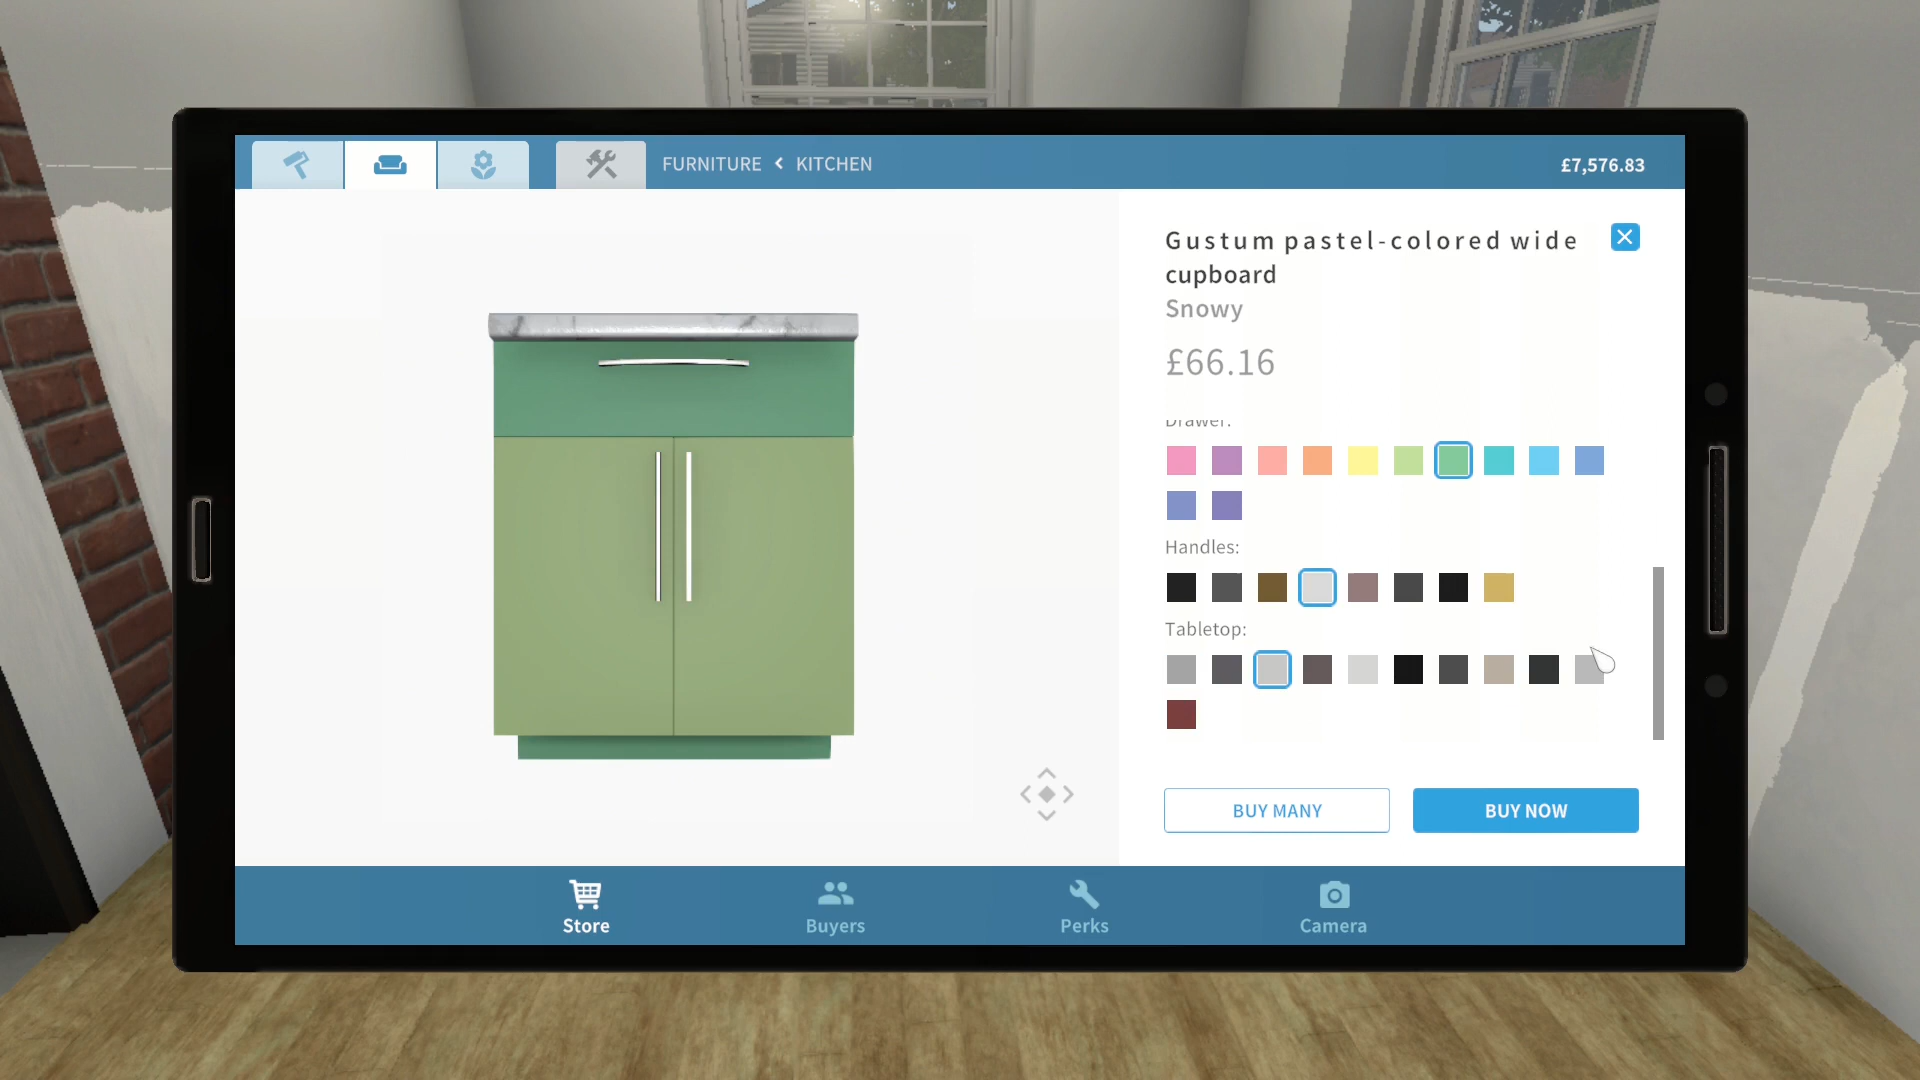 FURNITURE < KITCHEN
£7,576.83
Gustum pastel-colored wide
cupboard
Snowy
£66.16
Drawer:
Handles:
Tabletop:
BUY MANY
BUY NOW
Store
Buyers
Perks
Camera